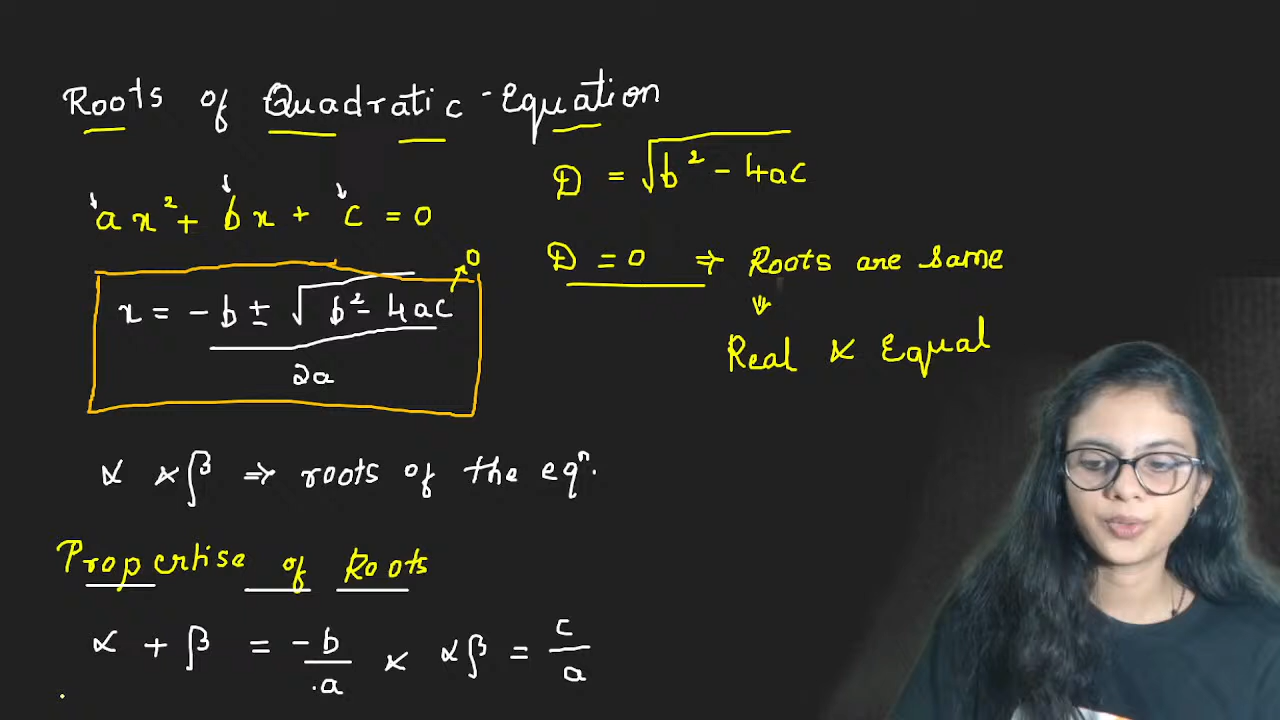 Roots of Quadratic - Equation
ax² + bx + c = 0
x = -b ± √b² - 4ac
0
2a
D = √b² - 4ac
D = 0 ⇒ Roots are same
⇓
Real & Equal
α & β ⇒ roots of the eqⁿ.
Propertise of Roots
α + β = -b/a & αβ = c/a